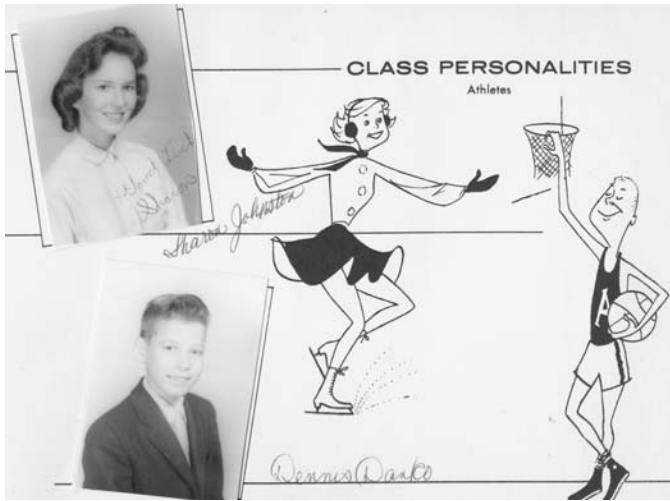 CLASS PERSONALITIES
Athletes
Good Luck
Sharon
Sharon Johnston
A
Dennis Danko